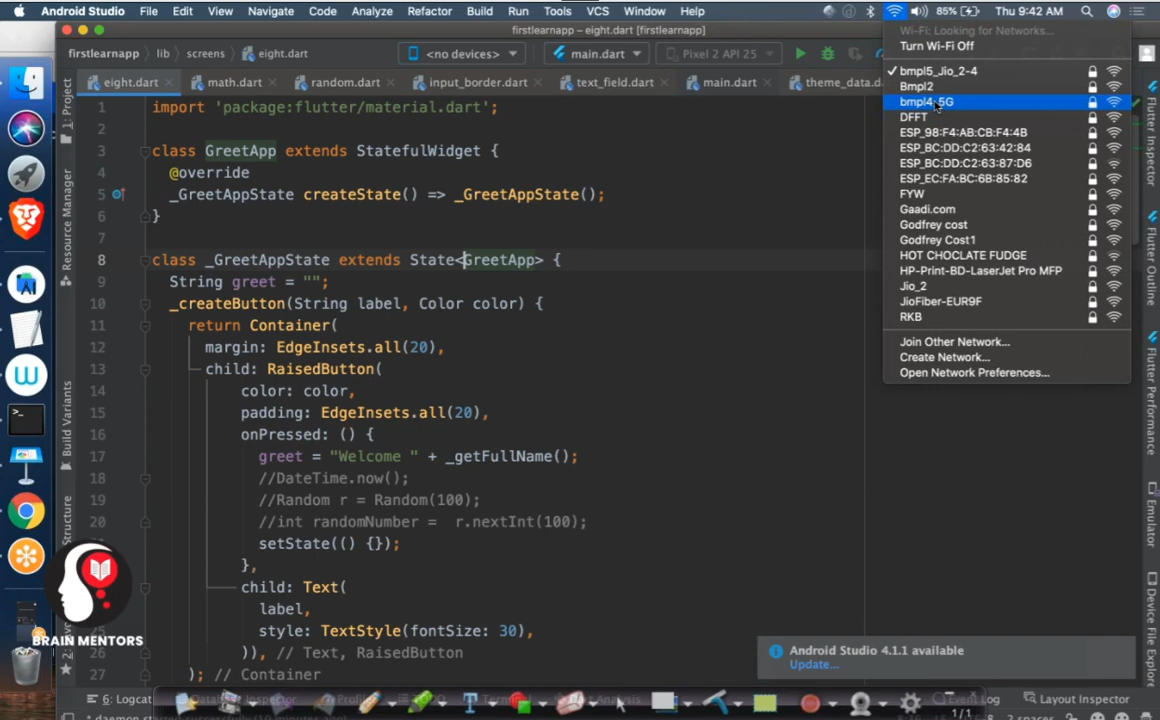 Android Studio File Edit View Navigate Code Analyze Refactor Build Run Tools VCS Window Help 85% Thu 9:42 AM
firstlearnapp – eight.dart [firstlearnapp]
firstlearnapp lib screens eight.dart <no devices> main.dart Pixel 2 API 25
eight.dart math.dart random.dart input_border.dart text_field.dart main.dart theme_data.d
1 import 'package:flutter/material.dart';
2
3 class GreetApp extends StatefulWidget {
4 @override
5 _GreetAppState createState() => _GreetAppState();
6 }
7
8 class _GreetAppState extends State<GreetApp> {
9 String greet = "";
10 _createButton(String label, Color color) {
11 return Container(
12 margin: EdgeInsets.all(20),
13 child: RaisedButton(
14 color: color,
15 padding: EdgeInsets.all(20),
16 onPressed: () {
17 greet = "Welcome " + _getFullName();
18 //DateTime.now();
19 //Random r = Random(100);
20 //int randomNumber =  r.nextInt(100);
21 setState(() {});
22 },
23 child: Text(
24 label,
25 style: TextStyle(fontSize: 30),
26 )), // Text, RaisedButton
27 ); // Container
Wi-Fi: Looking for Networks...
Turn Wi-Fi Off
bmpl5_Jio_2-4
Bmpl2
bmpl4_5G
DFFT
ESP_98:F4:AB:CB:F4:4B
ESP_BC:DD:C2:63:42:84
ESP_BC:DD:C2:63:87:D6
ESP_EC:FA:BC:6B:85:82
FYW
Gaadi.com
Godfrey cost
Godfrey Cost1
HOT CHOCLATE FUDGE
HP-Print-BD-LaserJet Pro MFP
Jio_2
JioFiber-EUR9F
RKB
Join Other Network...
Create Network...
Open Network Preferences...
1: Project
Resource Manager
Build Variants
Structure
Flutter Inspector
Flutter Outline
Flutter Performance
Emulator
Device File Explorer
BRAIN MENTORS
Android Studio 4.1.1 available
Update...
6: Logcat Database Inspector Profiler TODO Terminal Dart Analysis Event Log Layout Inspector
1/1